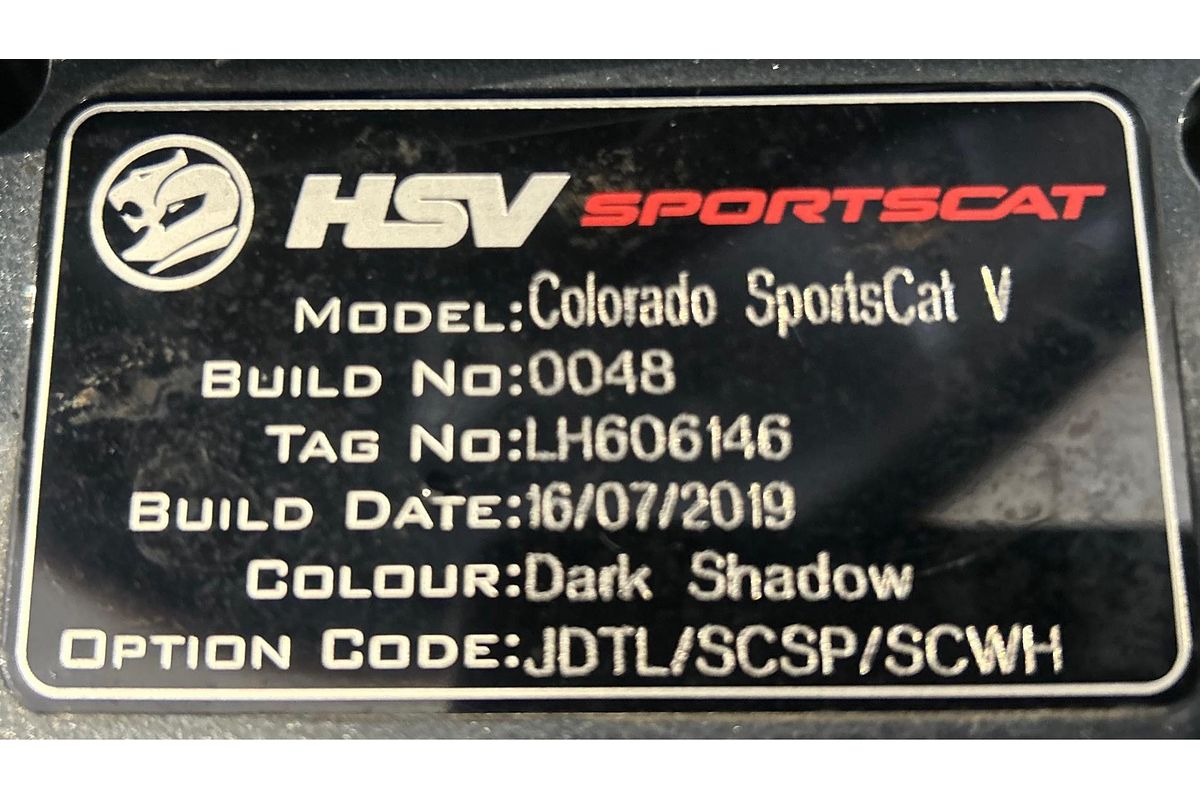 HSV SPORTSCAT
MODEL: Colorado SportsCat V
BUILD NO: 0048
TAG NO: LH606146
BUILD DATE: 16/07/2019
COLOUR: Dark Shadow
OPTION CODE: JDTL/SCSP/SCWH